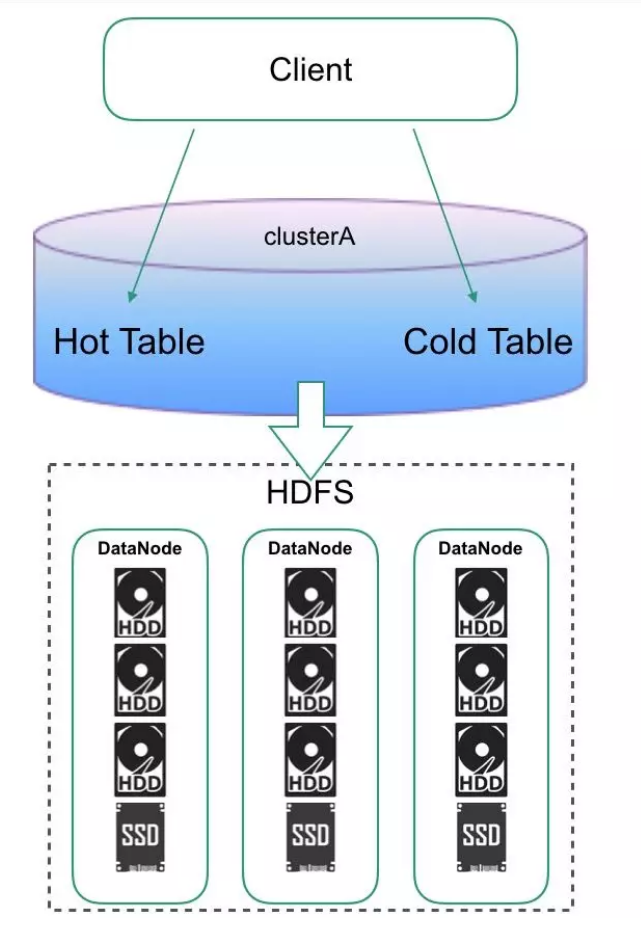 Client
clusterA
Hot Table
Cold Table
HDFS
DataNode
DataNode
DataNode
HDD
HDD
HDD
HDD
HDD
HDD
HDD
HDD
HDD
SSD
SSD
SSD